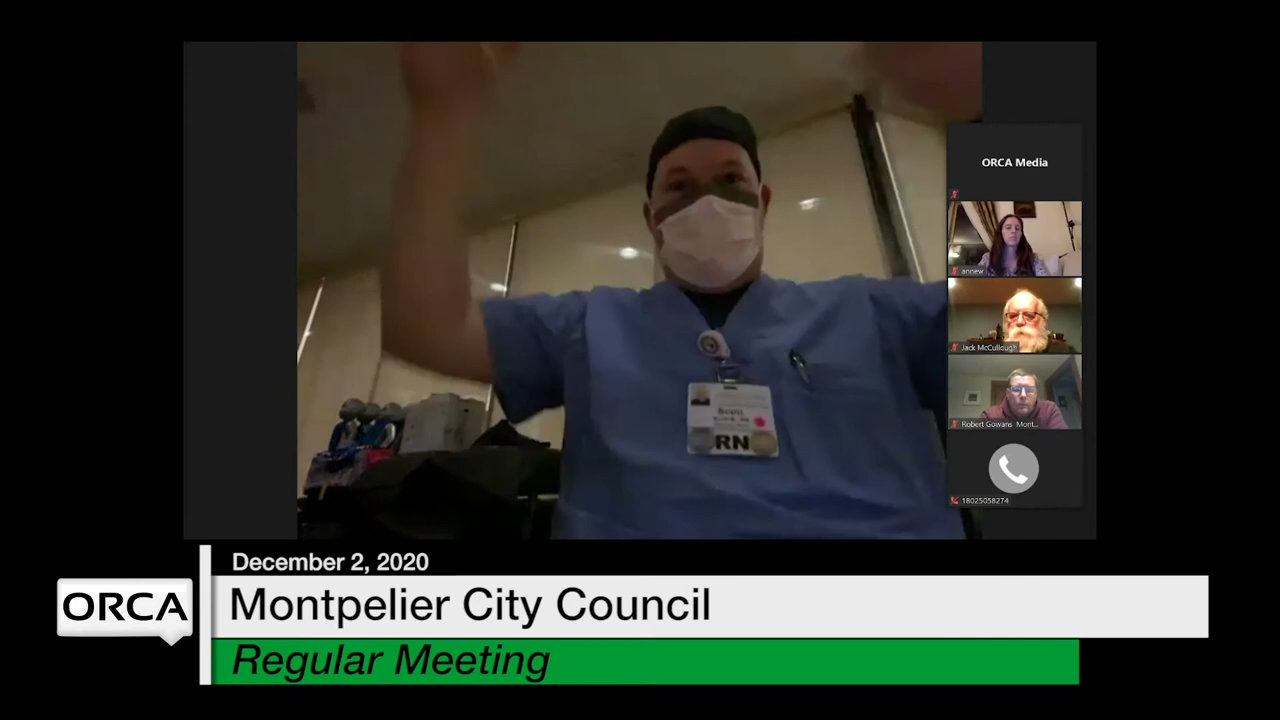 ORCA Media
annew
Jack McCullough
Robert Gowans Mont...
18025058274
Scott
RN
December 2, 2020
Montpelier City Council
ORCA
Regular Meeting